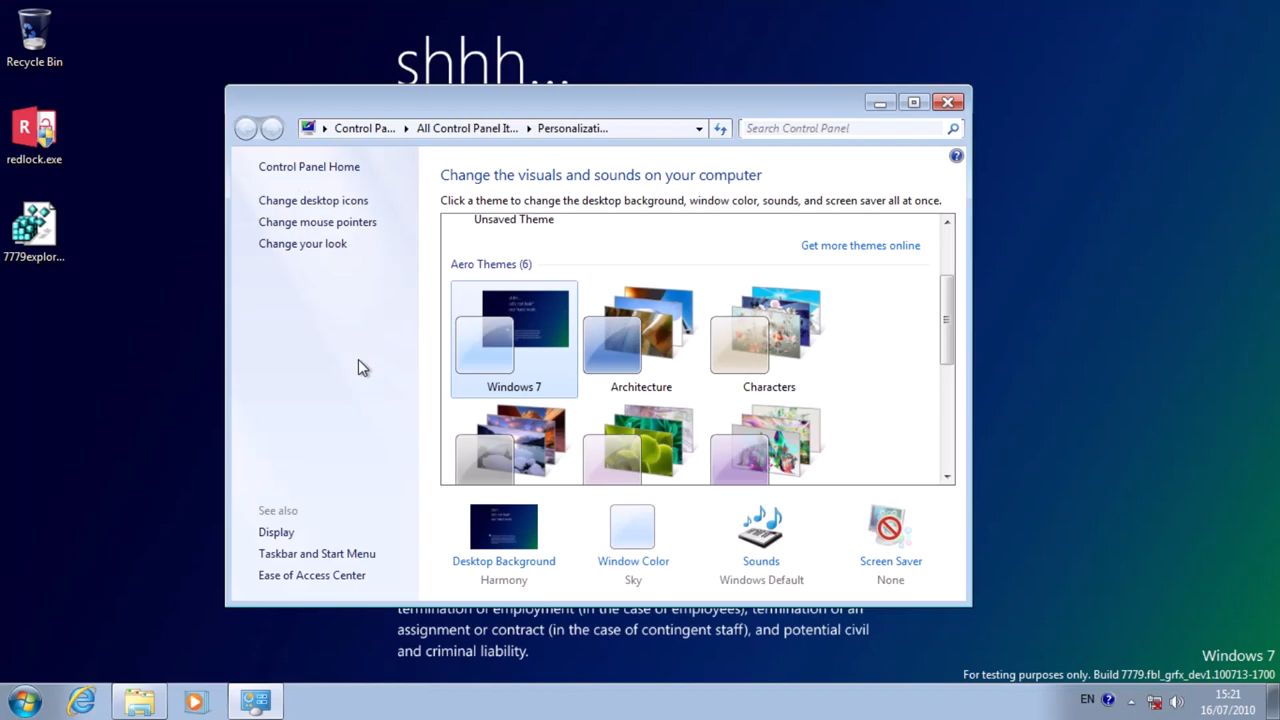 Recycle Bin
redlock.exe
7779explor...
shhh...
Control Pa...
All Control Panel It...
Personalizati...
Search Control Panel
Control Panel Home
Change desktop icons
Change mouse pointers
Change your look
See also
Display
Taskbar and Start Menu
Ease of Access Center
Change the visuals and sounds on your computer
Click a theme to change the desktop background, window color, sounds, and screen saver all at once.
Unsaved Theme
Get more themes online
Aero Themes (6)
Windows 7
Architecture
Characters
Desktop Background
Harmony
Window Color
Sky
Sounds
Windows Default
Screen Saver
None
termination of employment (in the case of employees), termination of an
assignment or contract (in the case of contingent staff), and potential civil
and criminal liability.
Windows 7
For testing purposes only. Build 7779.fbl_grfx_dev1.100713-1700
EN
15:21
16/07/2010